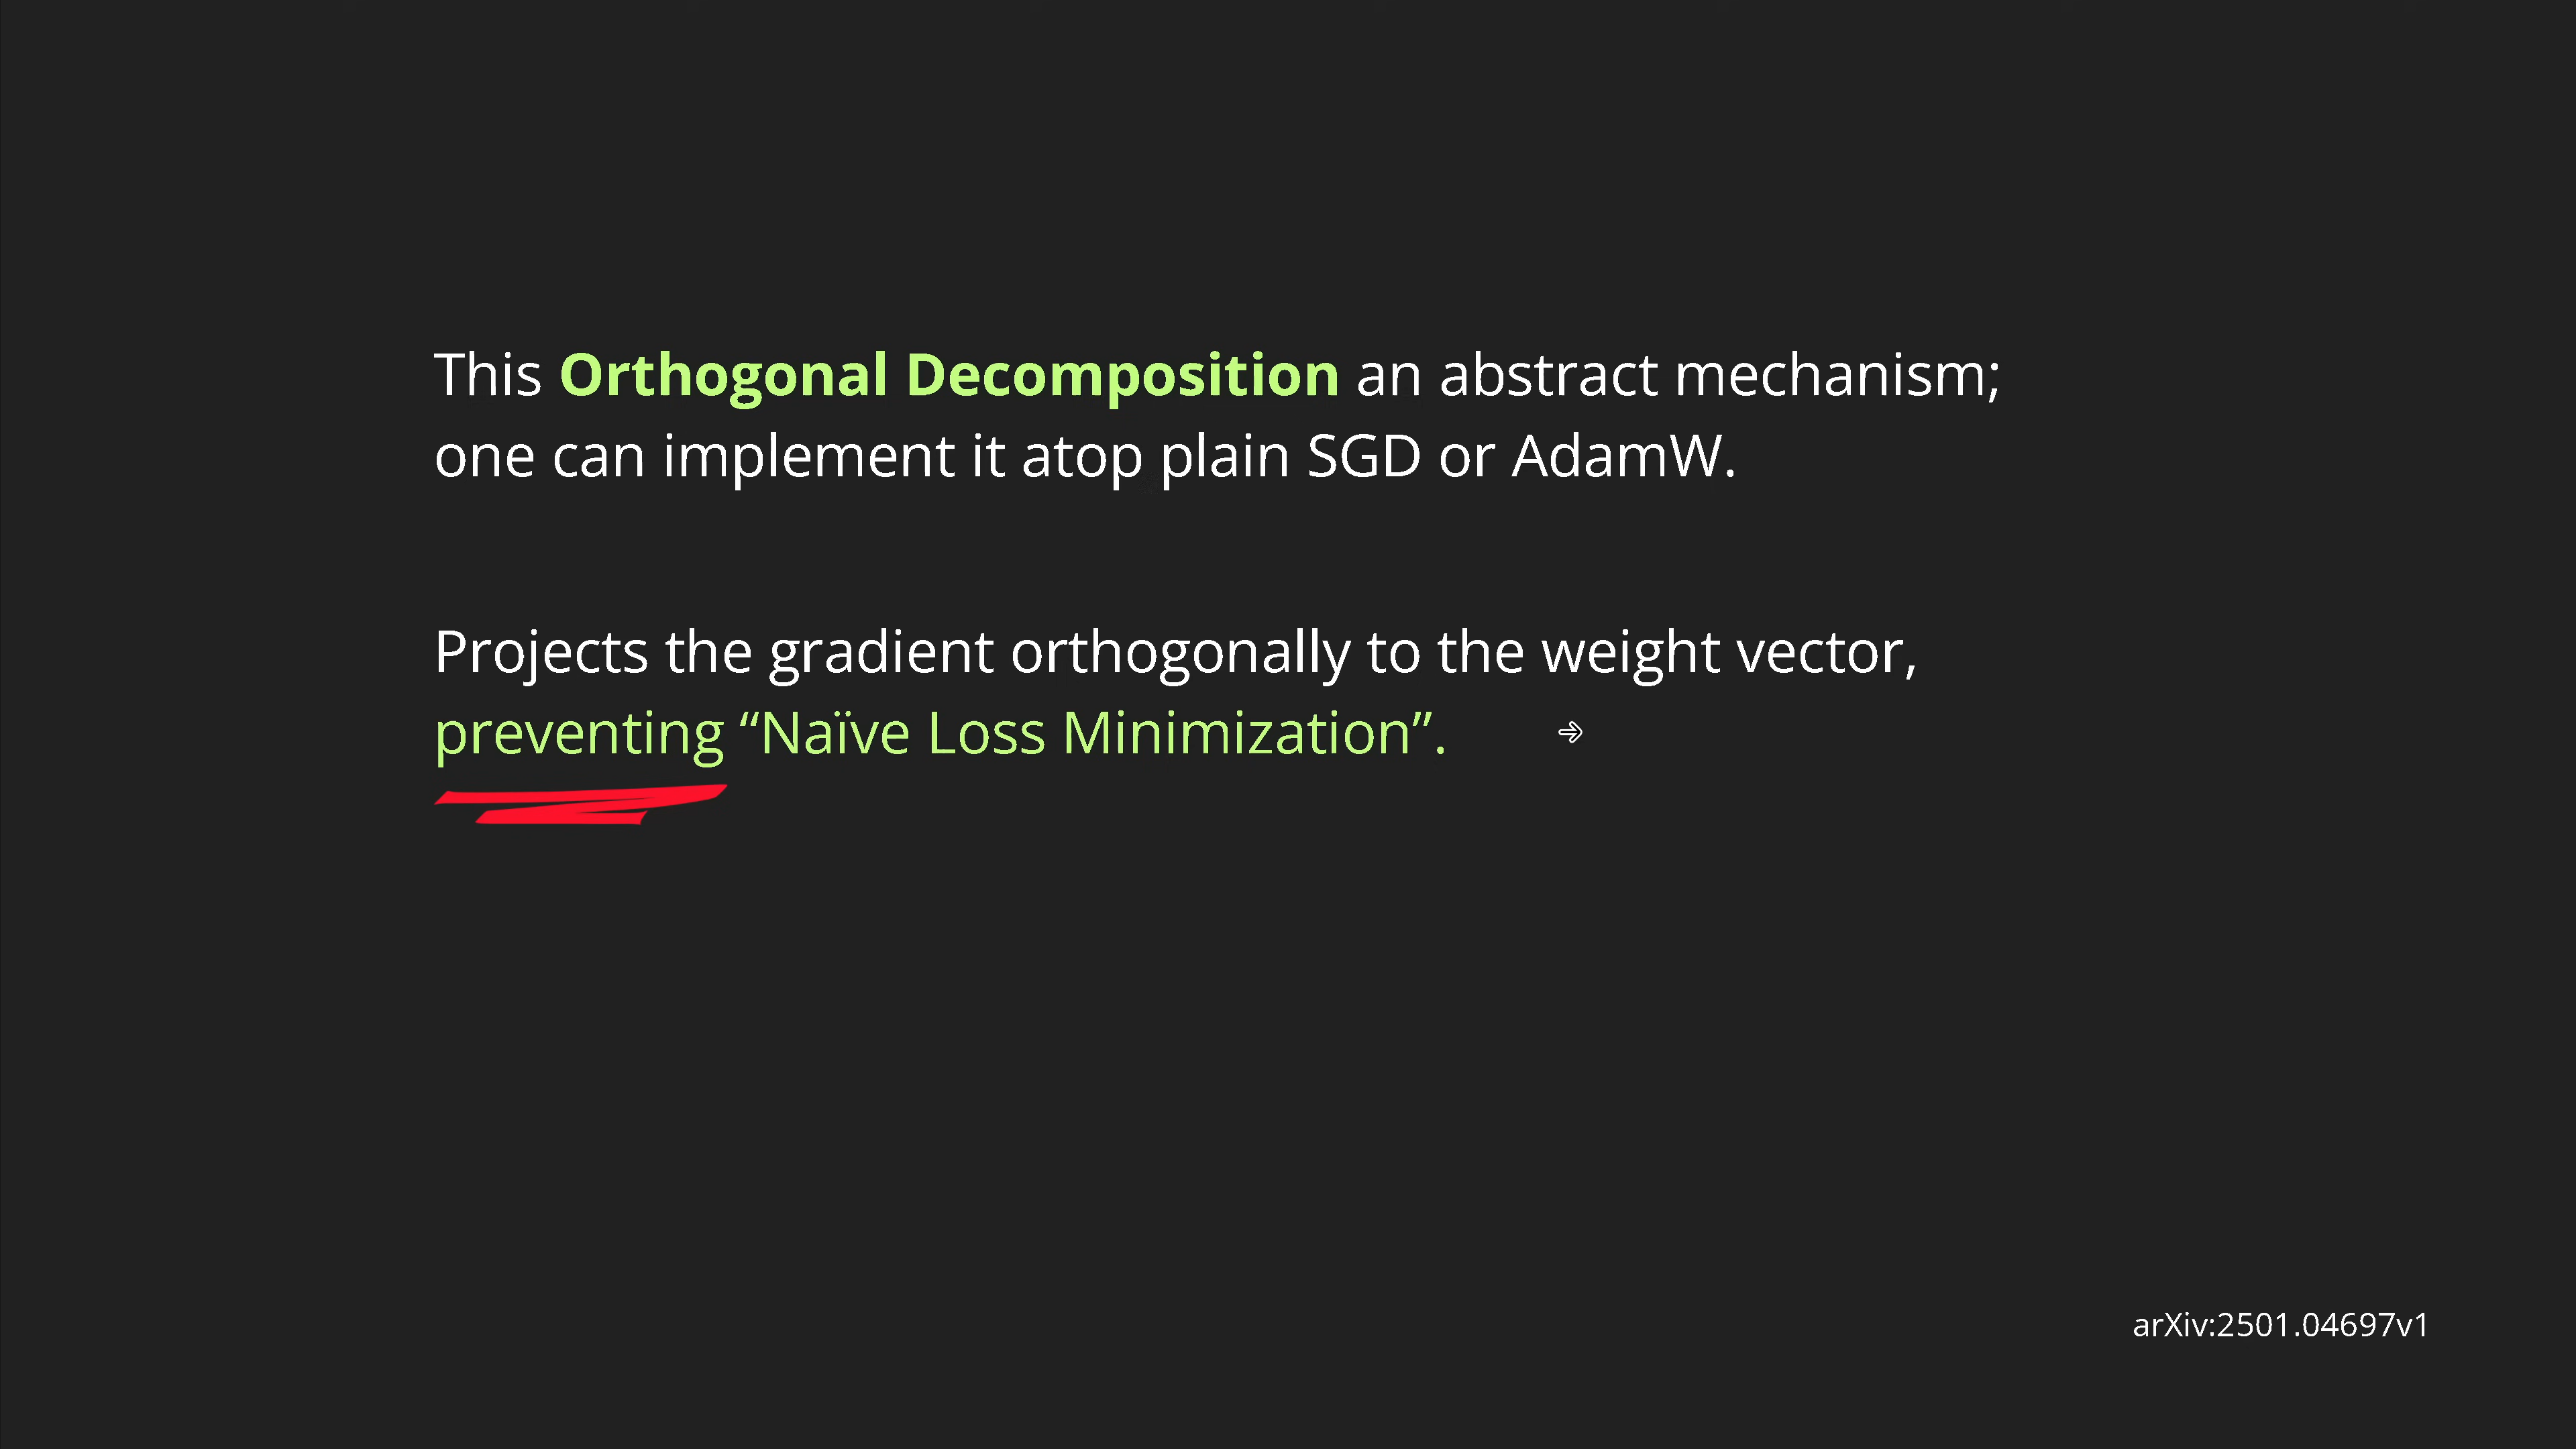 This Orthogonal Decomposition an abstract mechanism;
one can implement it atop plain SGD or AdamW.
Projects the gradient orthogonally to the weight vector,
preventing “Naïve Loss Minimization”.
arXiv:2501.04697v1